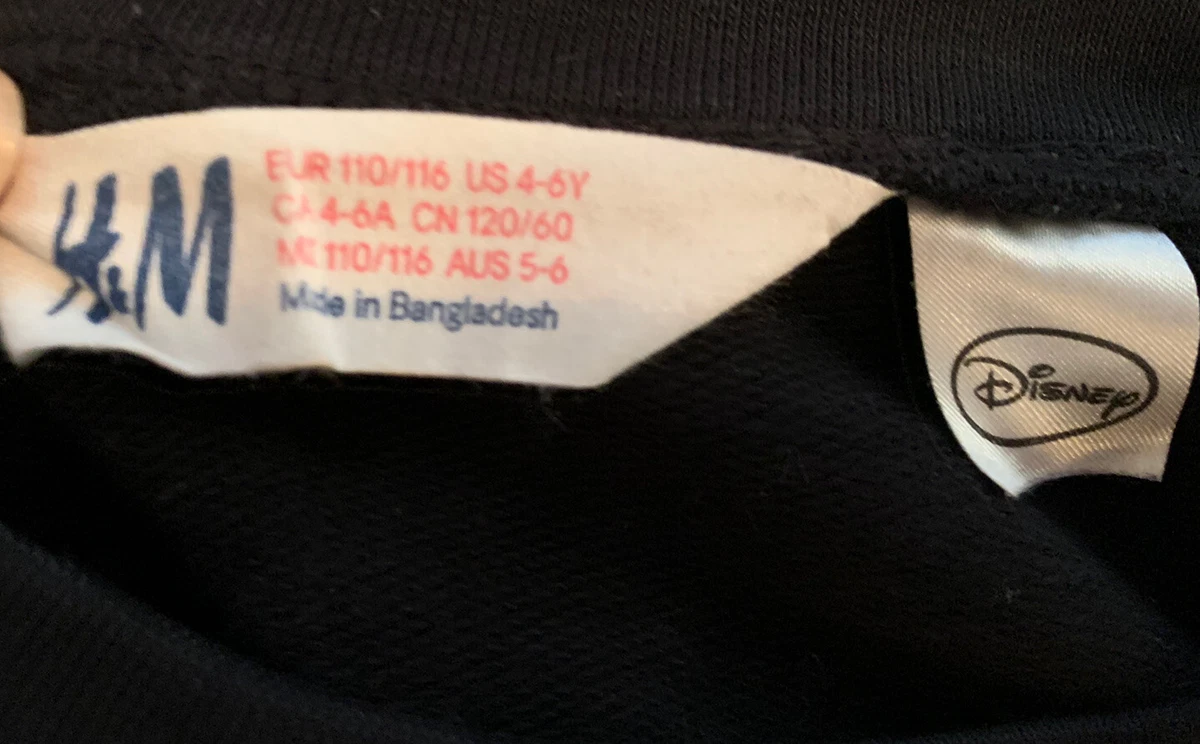 H&M
EUR 110/116 US 4-6Y
CA 4-6A CN 120/60
MX 110/116 AUS 5-6
Made in Bangladesh
Disney